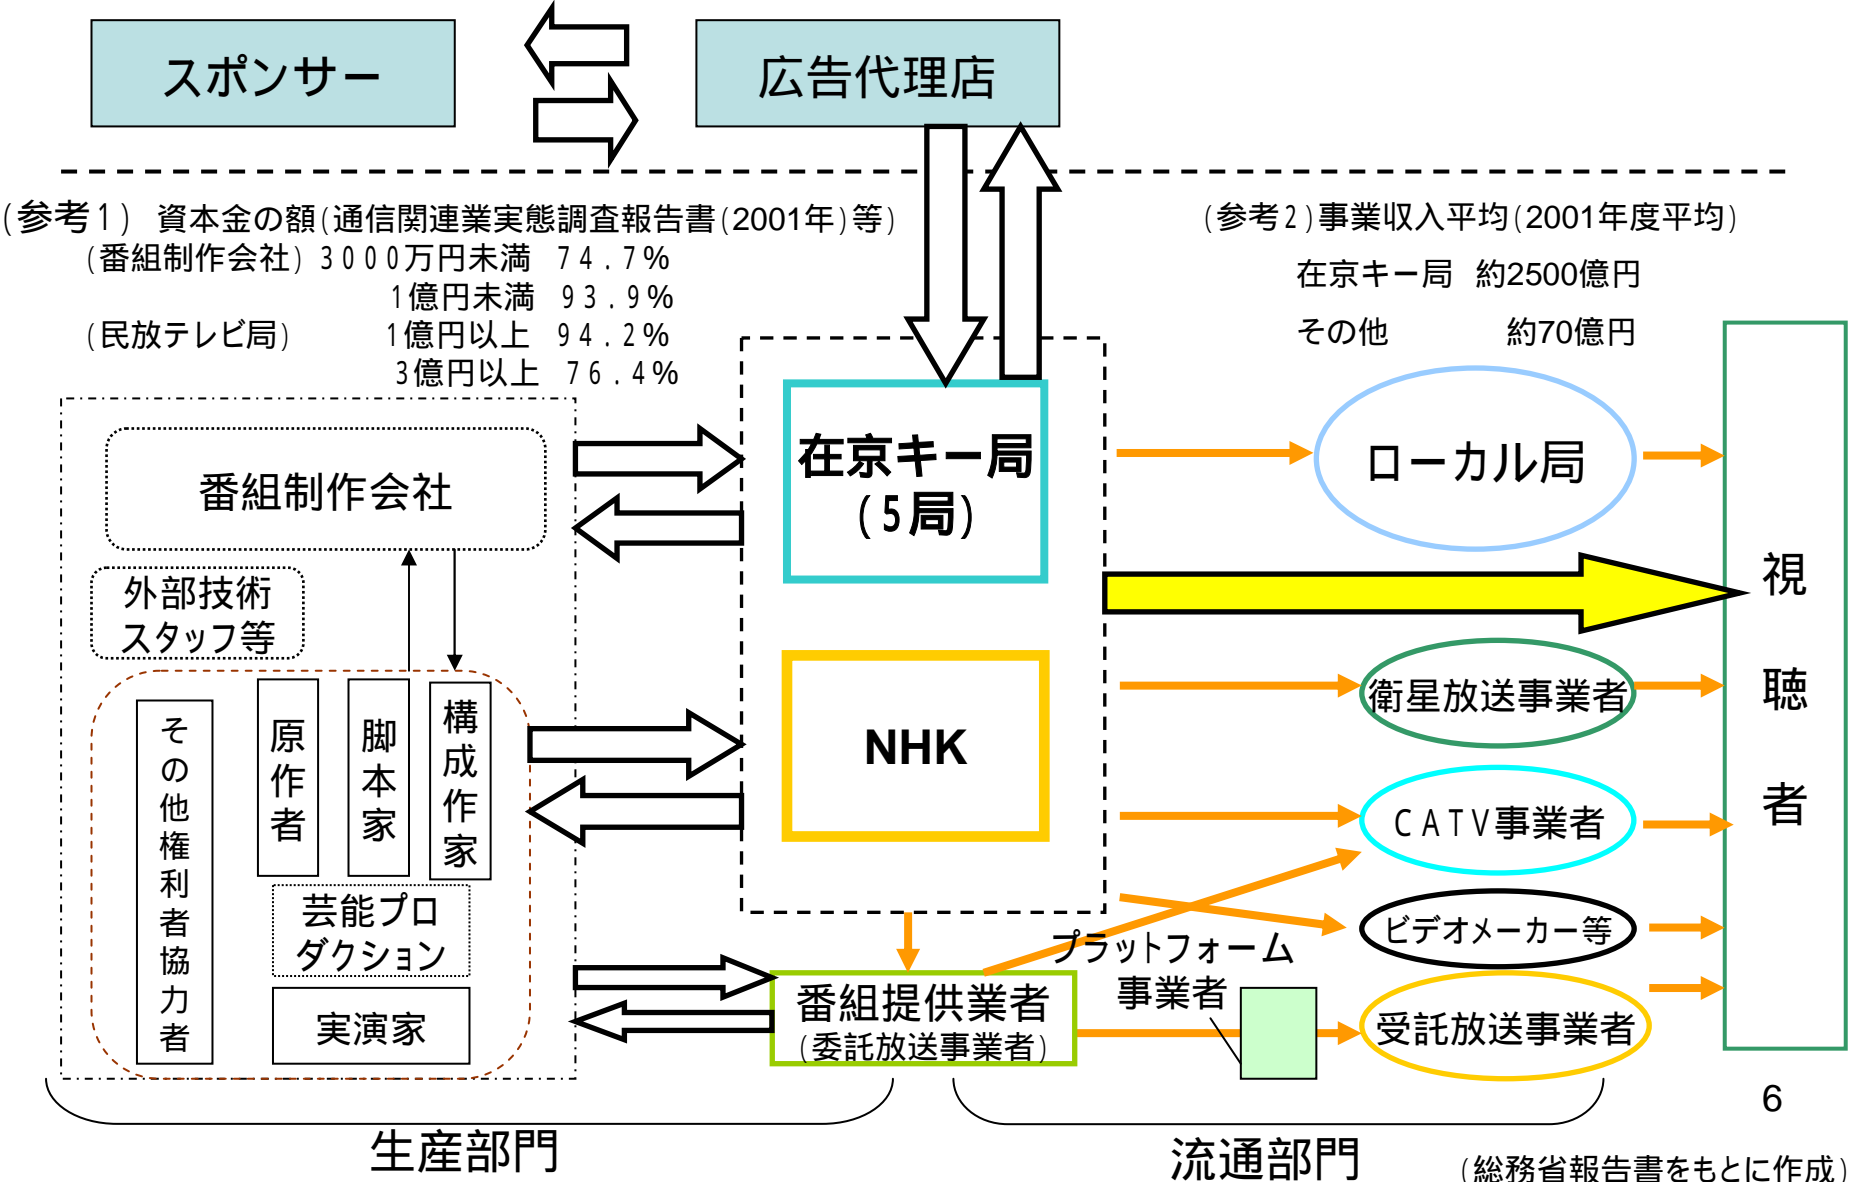 スポンサー
広告代理店
(参考1) 資本金の額(通信関連業実態調査報告書(2001年)等)
(番組制作会社) 3000万円未満 74.7%
1億円未満 93.9%
(民放テレビ局) 1億円以上 94.2%
3億円以上 76.4%
(参考2)事業収入平均(2001年度平均)
在京キー局 約2500億円
その他 約70億円
番組制作会社
外部技術
スタッフ等
その他権利者協力者
原作者
脚本家
構成作家
芸能プロ
ダクション
実演家
在京キー局
(5局)
NHK
番組提供業者
(委託放送事業者)
プラットフォーム
事業者
ローカル局
衛星放送事業者
CATV事業者
ビデオメーカー等
受託放送事業者
視聴者
生産部門
流通部門
6
(総務省報告書をもとに作成)